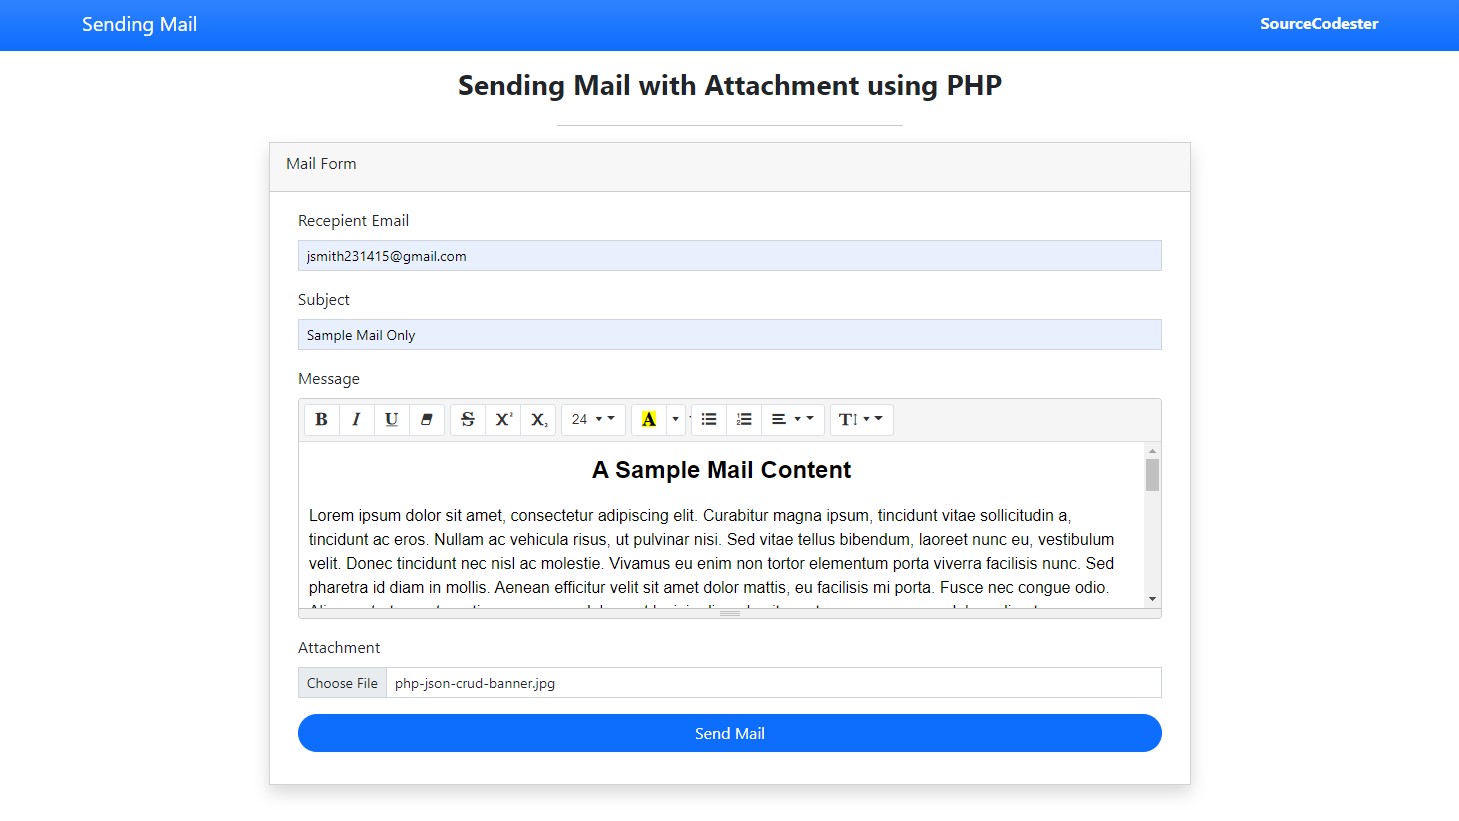 Sending Mail
SourceCodester
Sending Mail with Attachment using PHP
Mail Form
Recepient Email
jsmith231415@gmail.com
Subject
Sample Mail Only
Message
B I U S X² X₂ 24 A T
A Sample Mail Content
Lorem ipsum dolor sit amet, consectetur adipiscing elit. Curabitur magna ipsum, tincidunt vitae sollicitudin a,
tincidunt ac eros. Nullam ac vehicula risus, ut pulvinar nisi. Sed vitae tellus bibendum, laoreet nunc eu, vestibulum
velit. Donec tincidunt nec nisl ac molestie. Vivamus eu enim non tortor elementum porta viverra facilisis nunc. Sed
pharetra id diam in mollis. Aenean efficitur velit sit amet dolor mattis, eu facilisis mi porta. Fusce nec congue odio.
Attachment
Choose File php-json-crud-banner.jpg
Send Mail